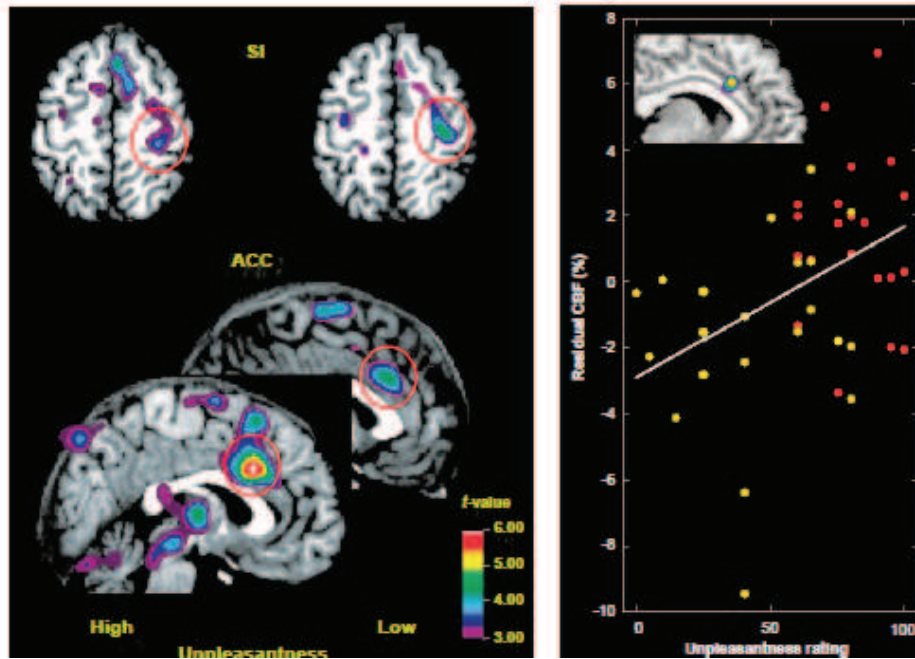 SI
ACC
t-value
6.00
5.00
4.00
3.00
High
Low
Unpleasantness
8
6
4
2
0
–2
–4
–6
–8
–10
Residual CBF (%)
0
50
100
Unpleasantness rating